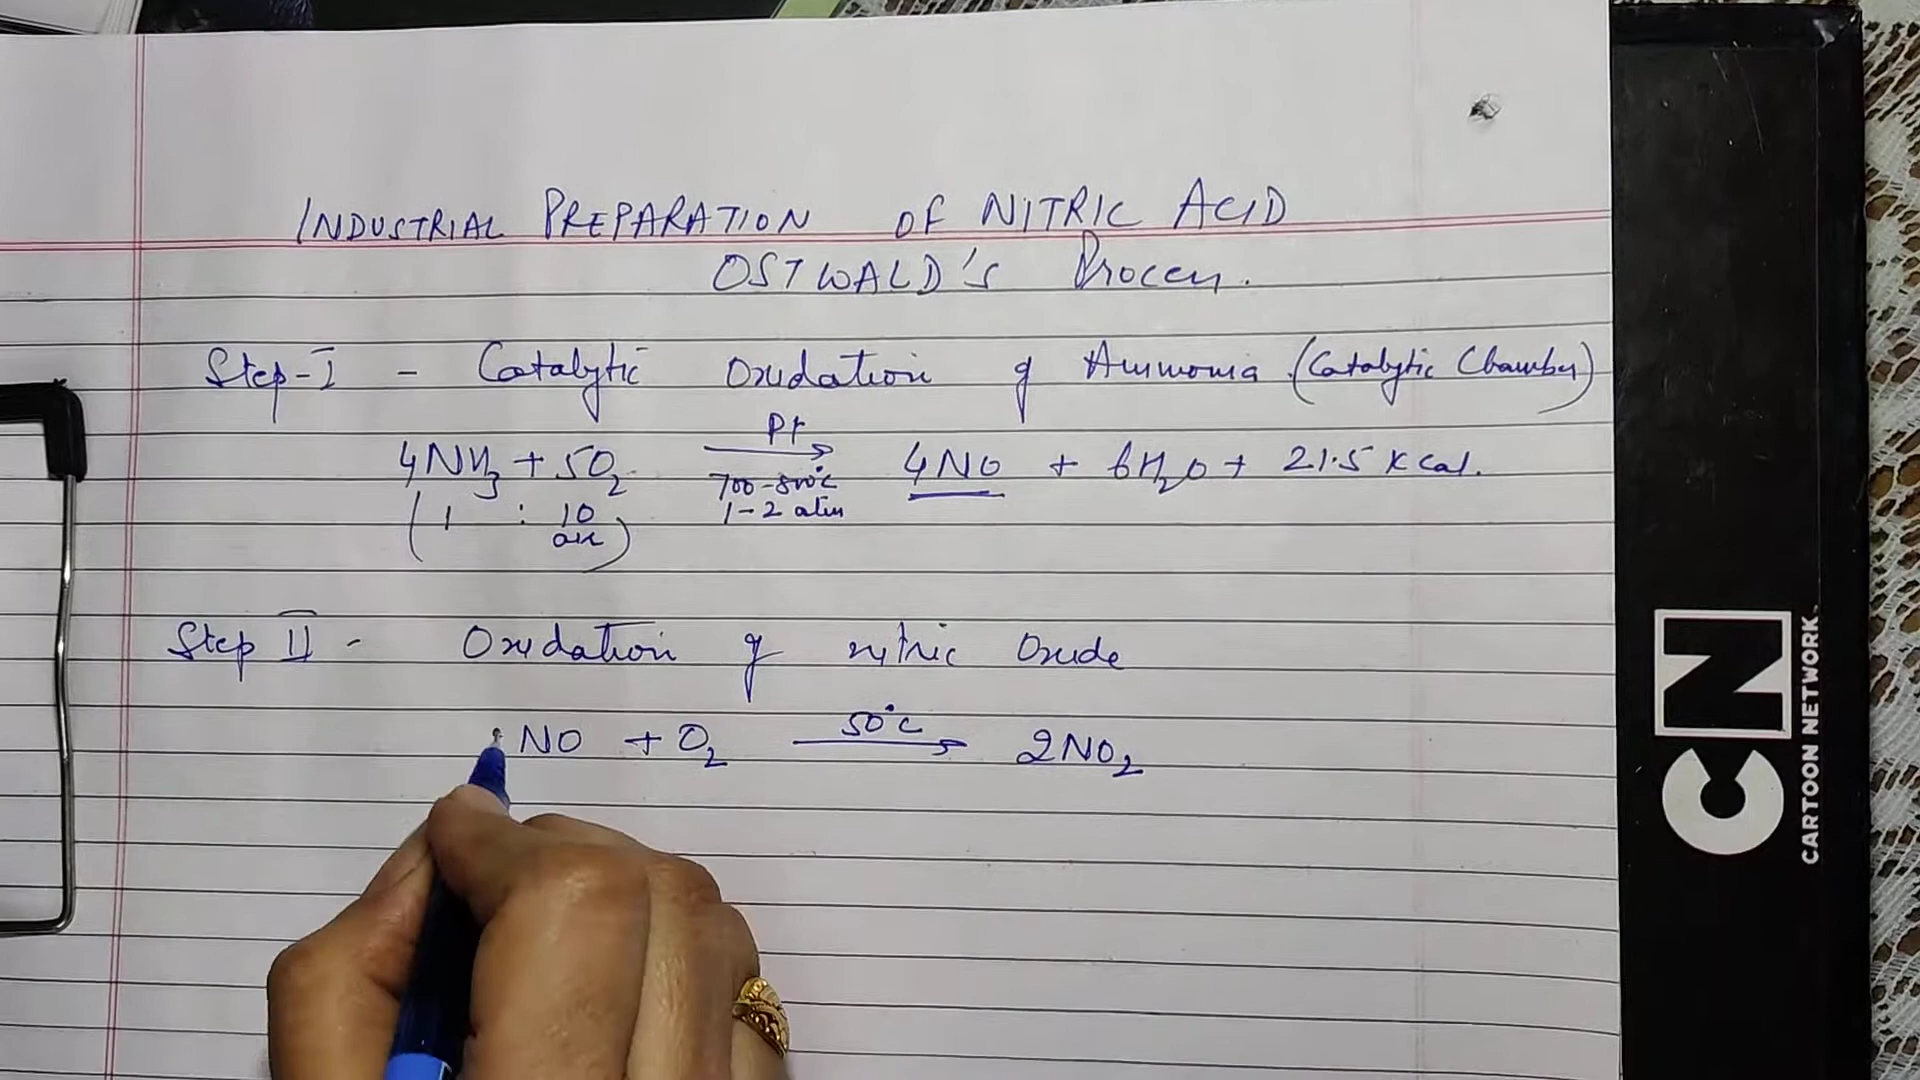 INDUSTRIAL PREPARATION OF NITRIC ACID
OSTWALD'S Process.
Step-I - Catalytic Oxidation of Ammonia (Catalytic Chamber)
Pt
4NH₃ + 5O₂ → 4NO + 6H₂O + 21.5 K Cal.
700-800°C
1-2 atm
(1 : 10
air)
Step II - Oxidation of nitric Oxide
50°C
NO + O₂ → 2NO₂
CN
CARTOON NETWORK.